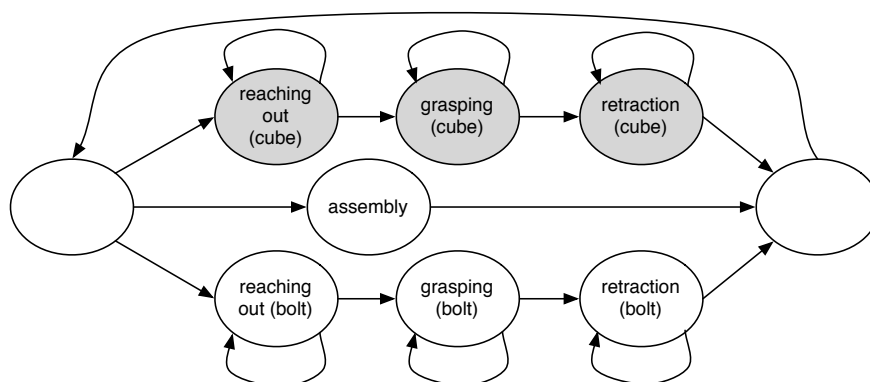 reaching
out
(cube)
grasping
(cube)
retraction
(cube)
assembly
reaching
out (bolt)
grasping
(bolt)
retraction
(bolt)